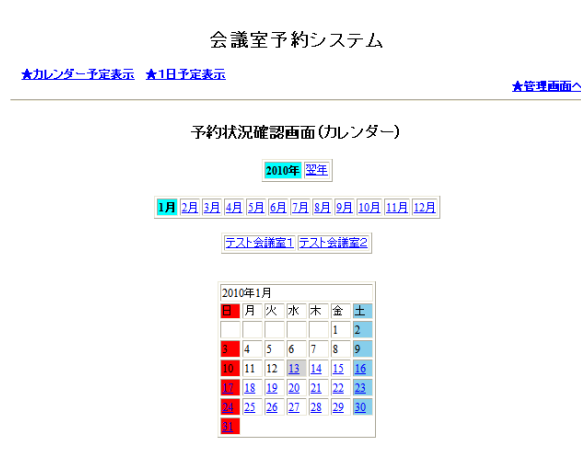 会議室予約システム
★カレンダー予定表示 ★1日予定表示
★管理画面へ
予約状況確認画面(カレンダー)
2010年 翌年
1月 2月 3月 4月 5月 6月 7月 8月 9月 10月 11月 12月
テスト会議室1 テスト会議室2
2010年1月
日 月 火 水 木 金 土
1 2
3 4 5 6 7 8 9
10 11 12 13 14 15 16
17 18 19 20 21 22 23
24 25 26 27 28 29 30
31